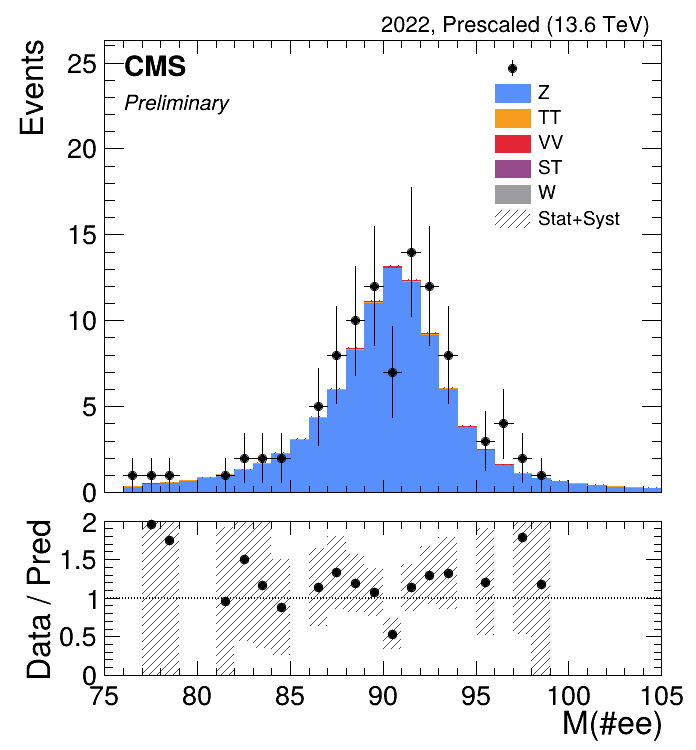 2022, Prescaled (13.6 TeV)
CMS
Preliminary
Events
25
20
15
10
5
0
Z
TT
VV
ST
W
Stat+Syst
Data / Pred
2
1.5
1
0.5
0
75 80 85 90 95 100 105
M(#ee)